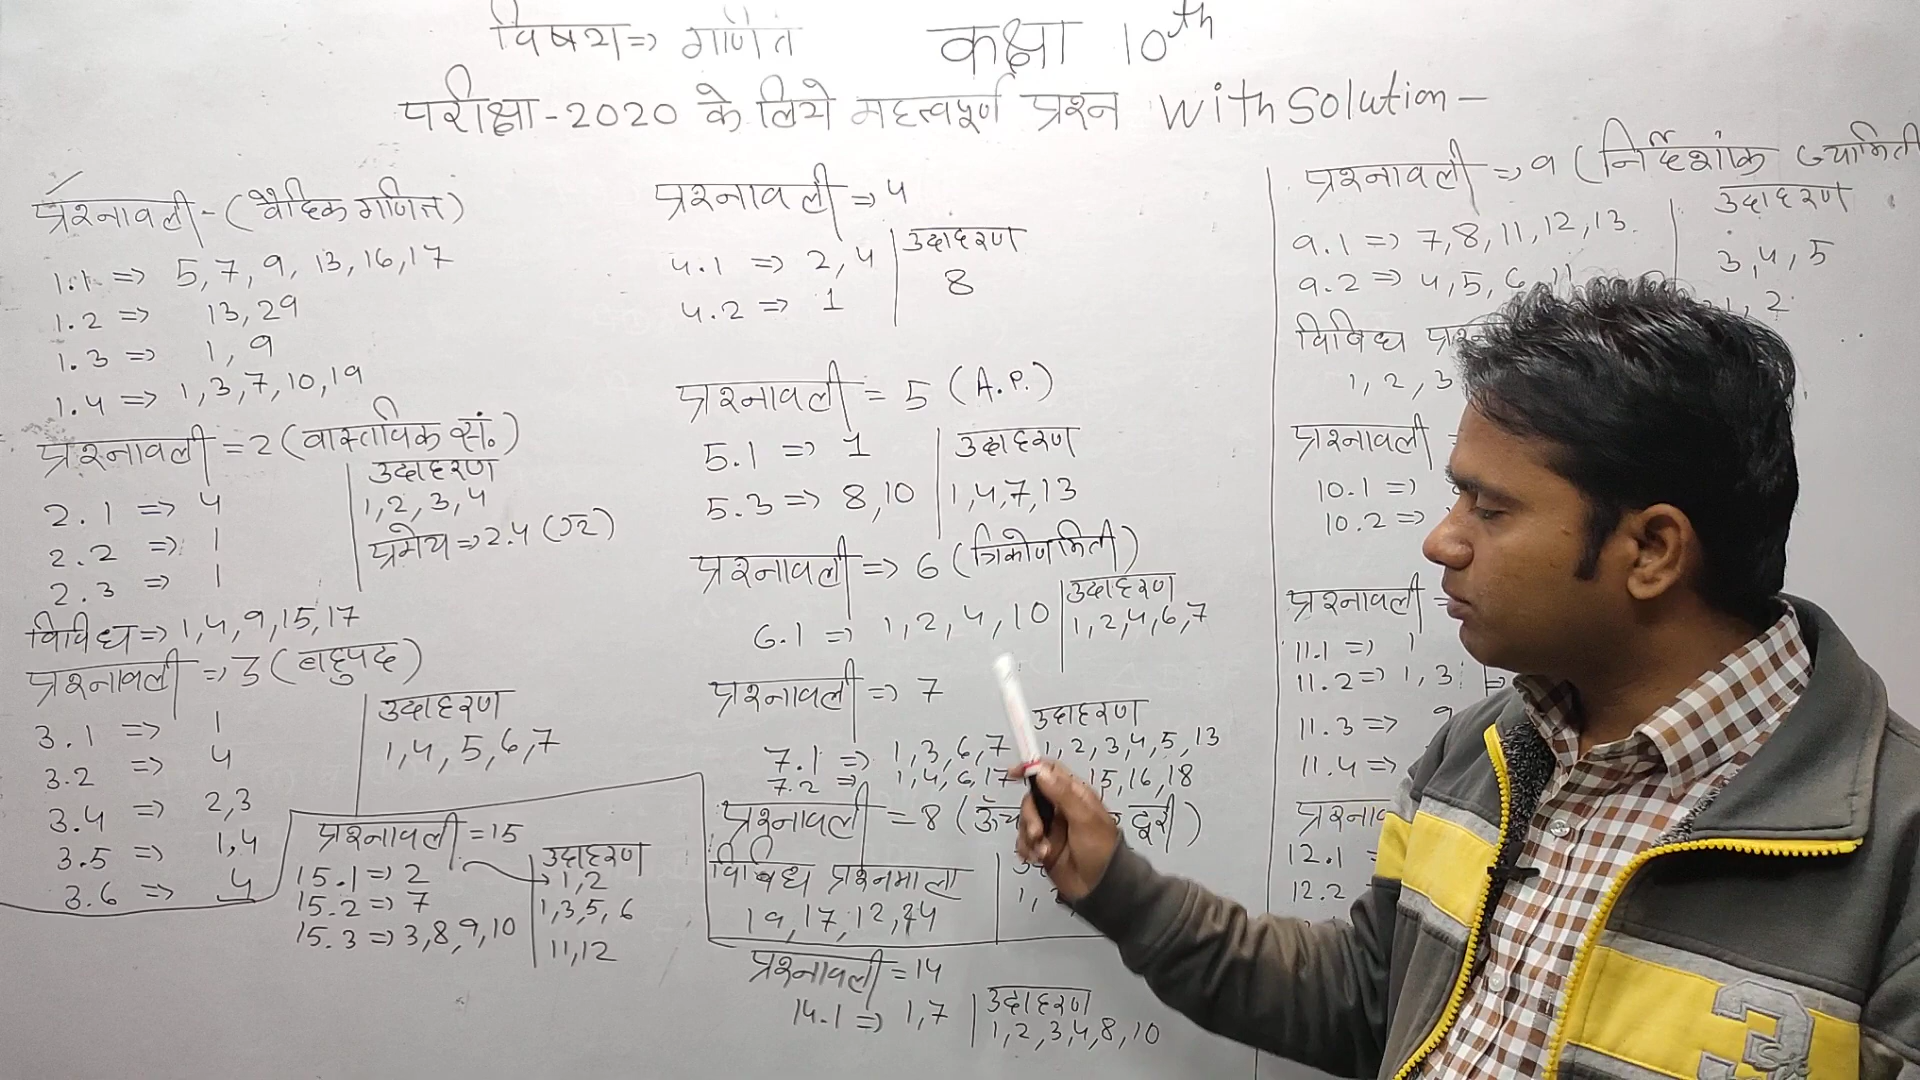 विषय => गणित कक्षा 10th
परीक्षा-2020 के लिये महत्वपूर्ण प्रश्न With Solution -
प्रश्नावली - (वैदिक गणित)
1.1 => 5, 7, 9, 13, 16, 17
1.2 => 13, 29
1.3 => 1, 9
1.4 => 1, 3, 7, 10, 19
प्रश्नावली = 2 (वास्तविक सं.)
उदाहरण
2.1 => 4
1, 2, 3, 4
2.2 => 1
प्रमेय => 2.4 (√2)
2.3 => 1
विविध => 1, 4, 9, 15, 17
प्रश्नावली => 3 (बहुपद)
उदाहरण
3.1 => 1
1, 4, 5, 6, 7
3.2 => 4
3.4 => 2, 3
3.5 => 1, 4
3.6 => 4
प्रश्नावली = 15
उदाहरण
15.1 => 2
1, 2
15.2 => 7
1, 3, 5, 6
15.3 => 3, 8, 9, 10
11, 12
प्रश्नावली => 4
उदाहरण
4.1 => 2, 4
8
4.2 => 1
प्रश्नावली = 5 (A.P.)
उदाहरण
5.1 => 1
5.3 => 8, 10
1, 4, 7, 13
प्रश्नावली => 6 (त्रिकोणमिती)
उदाहरण
6.1 => 1, 2, 4, 10
1, 2, 4, 6, 7
प्रश्नावली => 7
उदाहरण
7.1 => 1, 3, 6, 7
1, 2, 3, 4, 5, 13
7.2 => 1, 4, 6, 17
15, 16, 18
प्रश्नावली = 8 ( दूरी)
विविध प्रश्नमाला
19, 17, 12, 24
प्रश्नावली = 14
उदाहरण
14.1 => 1, 7
1, 2, 3, 4, 8, 10
प्रश्नावली => 9 (निर्देशांक ज्यामिती
उदाहरण
9.1 => 7, 8, 11, 12, 13
3, 4, 5
9.2 => 4, 5, 6
1, 2
विविध
1, 2, 3
प्रश्नावली
10.1 =>
10.2 =>
प्रश्नावली =
11.1 => 1
11.2 => 1, 3
11.3 => 9
11.4 =>
12.1
12.2
3